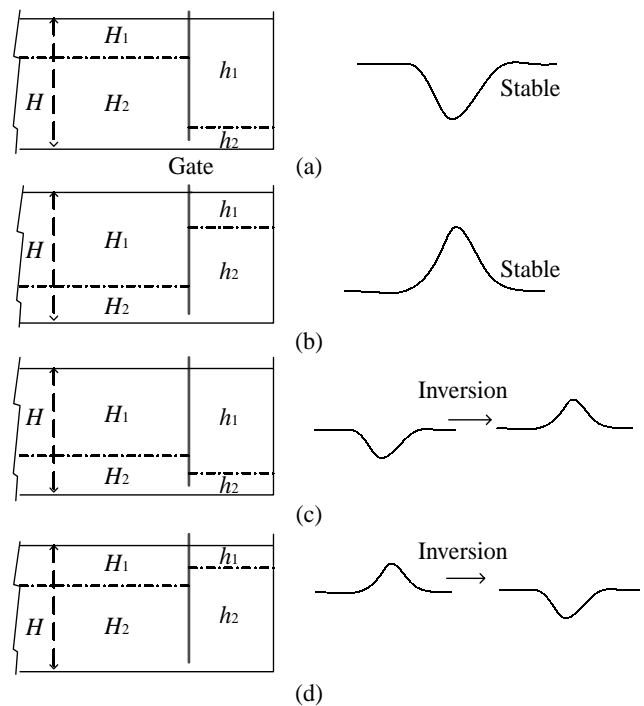 H₁
h₁
H
H₂
h₂
Stable
Gate
(a)
H₁
h₁
H
h₂
H₂
Stable
(b)
H
H₁
h₁
H₂
h₂
Inversion
(c)
H₁
h₁
H
H₂
h₂
Inversion
(d)